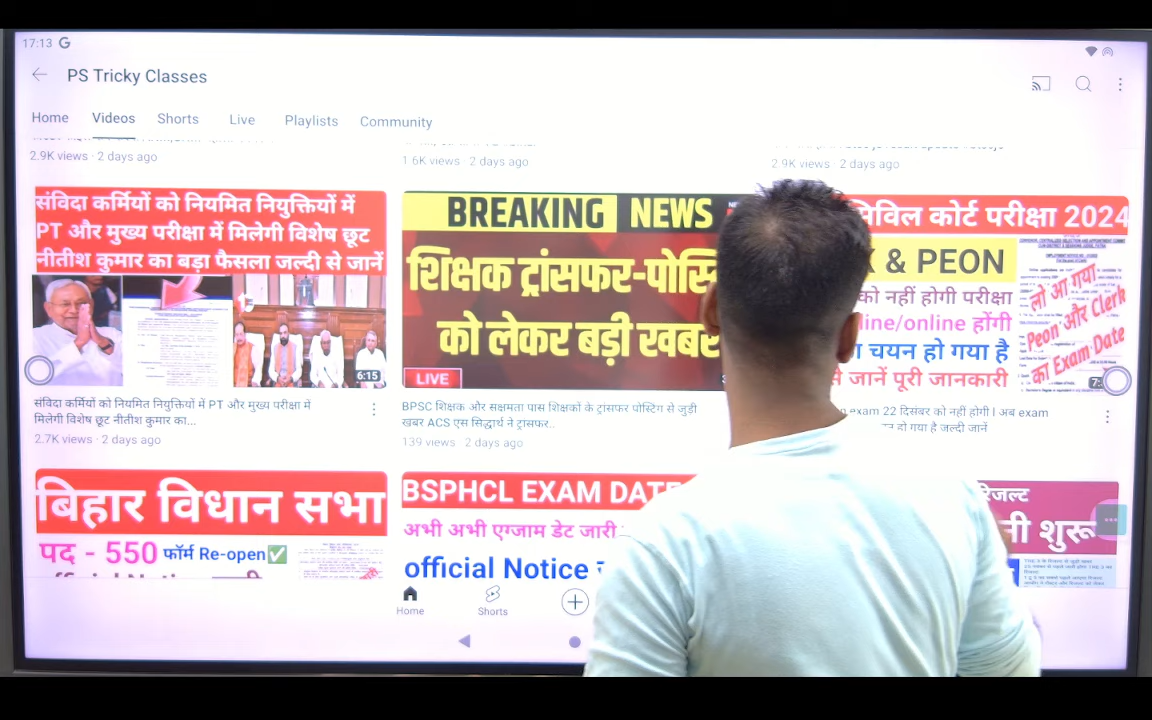 17:13 G
PS Tricky Classes
Home Videos Shorts Live Playlists Community
2.9K views · 2 days ago
1.6K views · 2 days ago
2.9K views · 2 days ago
संविदा कर्मियों को नियमित नियुक्तियों में
PT और मुख्य परीक्षा में मिलेगी विशेष छूट
नीतीश कुमार का बड़ा फैसला जल्दी से जानें
6:15
संविदा कर्मियों को नियमित नियुक्तियों में PT और मुख्य परीक्षा में
मिलेगी विशेष छूट नीतीश कुमार का...
2.7K views · 2 days ago
BREAKING NEWS
शिक्षक ट्रांसफर-पोस्टि
को लेकर बड़ी खबर
LIVE
BPSC शिक्षक और सक्षमता पास शिक्षकों के ट्रासफर पोस्टिग से जुड़ी
खबर ACS एस सिद्धार्थ ने ट्रासफर..
139 views · 2 days ago
सिविल कोर्ट परीक्षा 2024
& PEON
को नहीं होगी परीक्षा
line/online होंगी
चयन हो गया है
से जानें पूरी जानकारी
लो आ गया
Peon और Clerk
का Exam Date
exam 22 दिसंबर को नहीं होगी I अब exam
हो गया है जल्दी जानें
बिहार विधान सभा
पद - 550 फॉर्म Re-open✅
BSPHCL EXAM DATE
अभी अभी एग्जाम डेट जारी
official Notice
रिजल्ट
नी शुरू
Home
Shorts